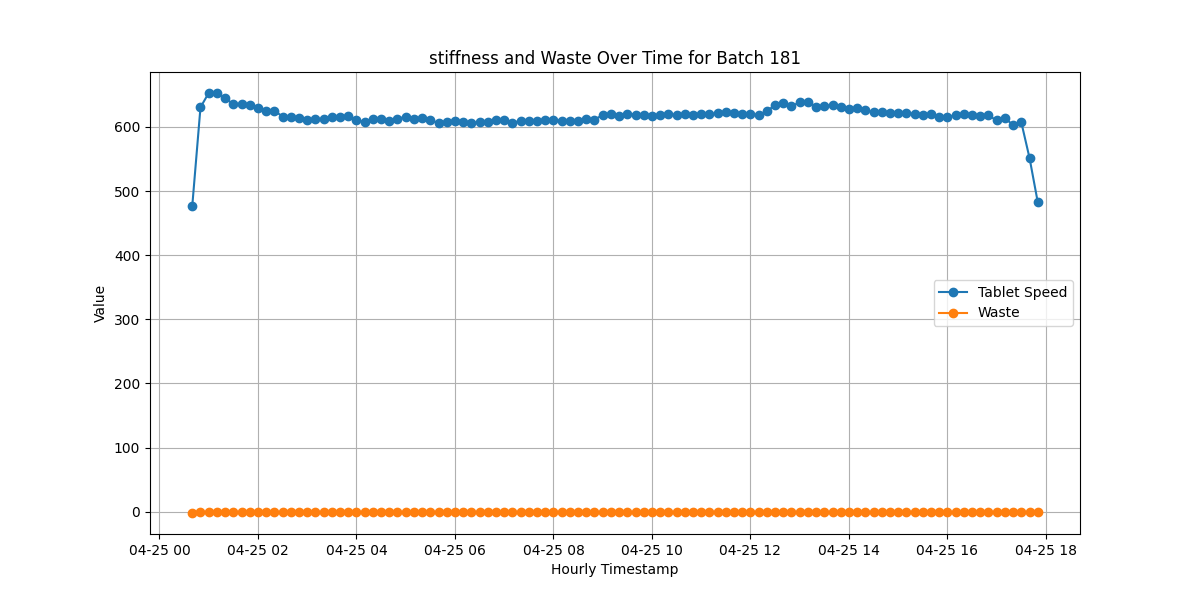 stiffness and Waste Over Time for Batch 181
Value
600
500
400
300
200
100
0
Tablet Speed
Waste
04-25 00 04-25 02 04-25 04 04-25 06 04-25 08 04-25 10 04-25 12 04-25 14 04-25 16 04-25 18
Hourly Timestamp